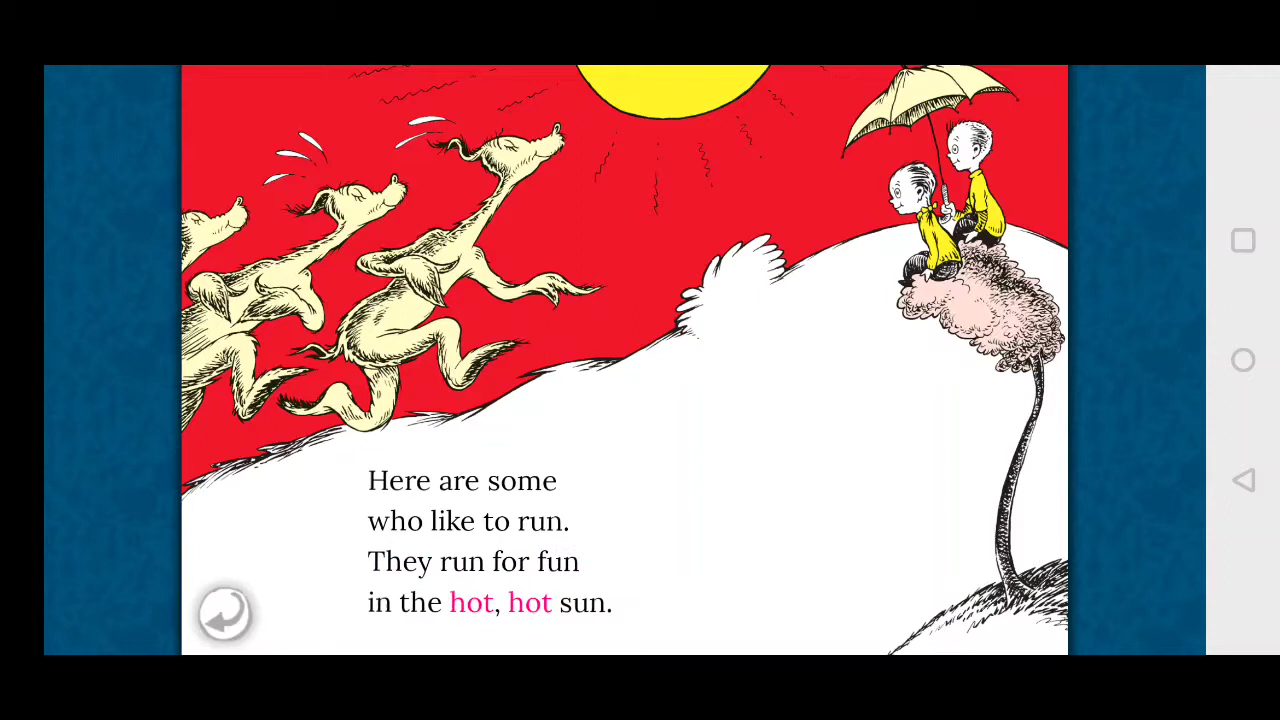 Here are some
who like to run.
They run for fun
in the hot, hot sun.